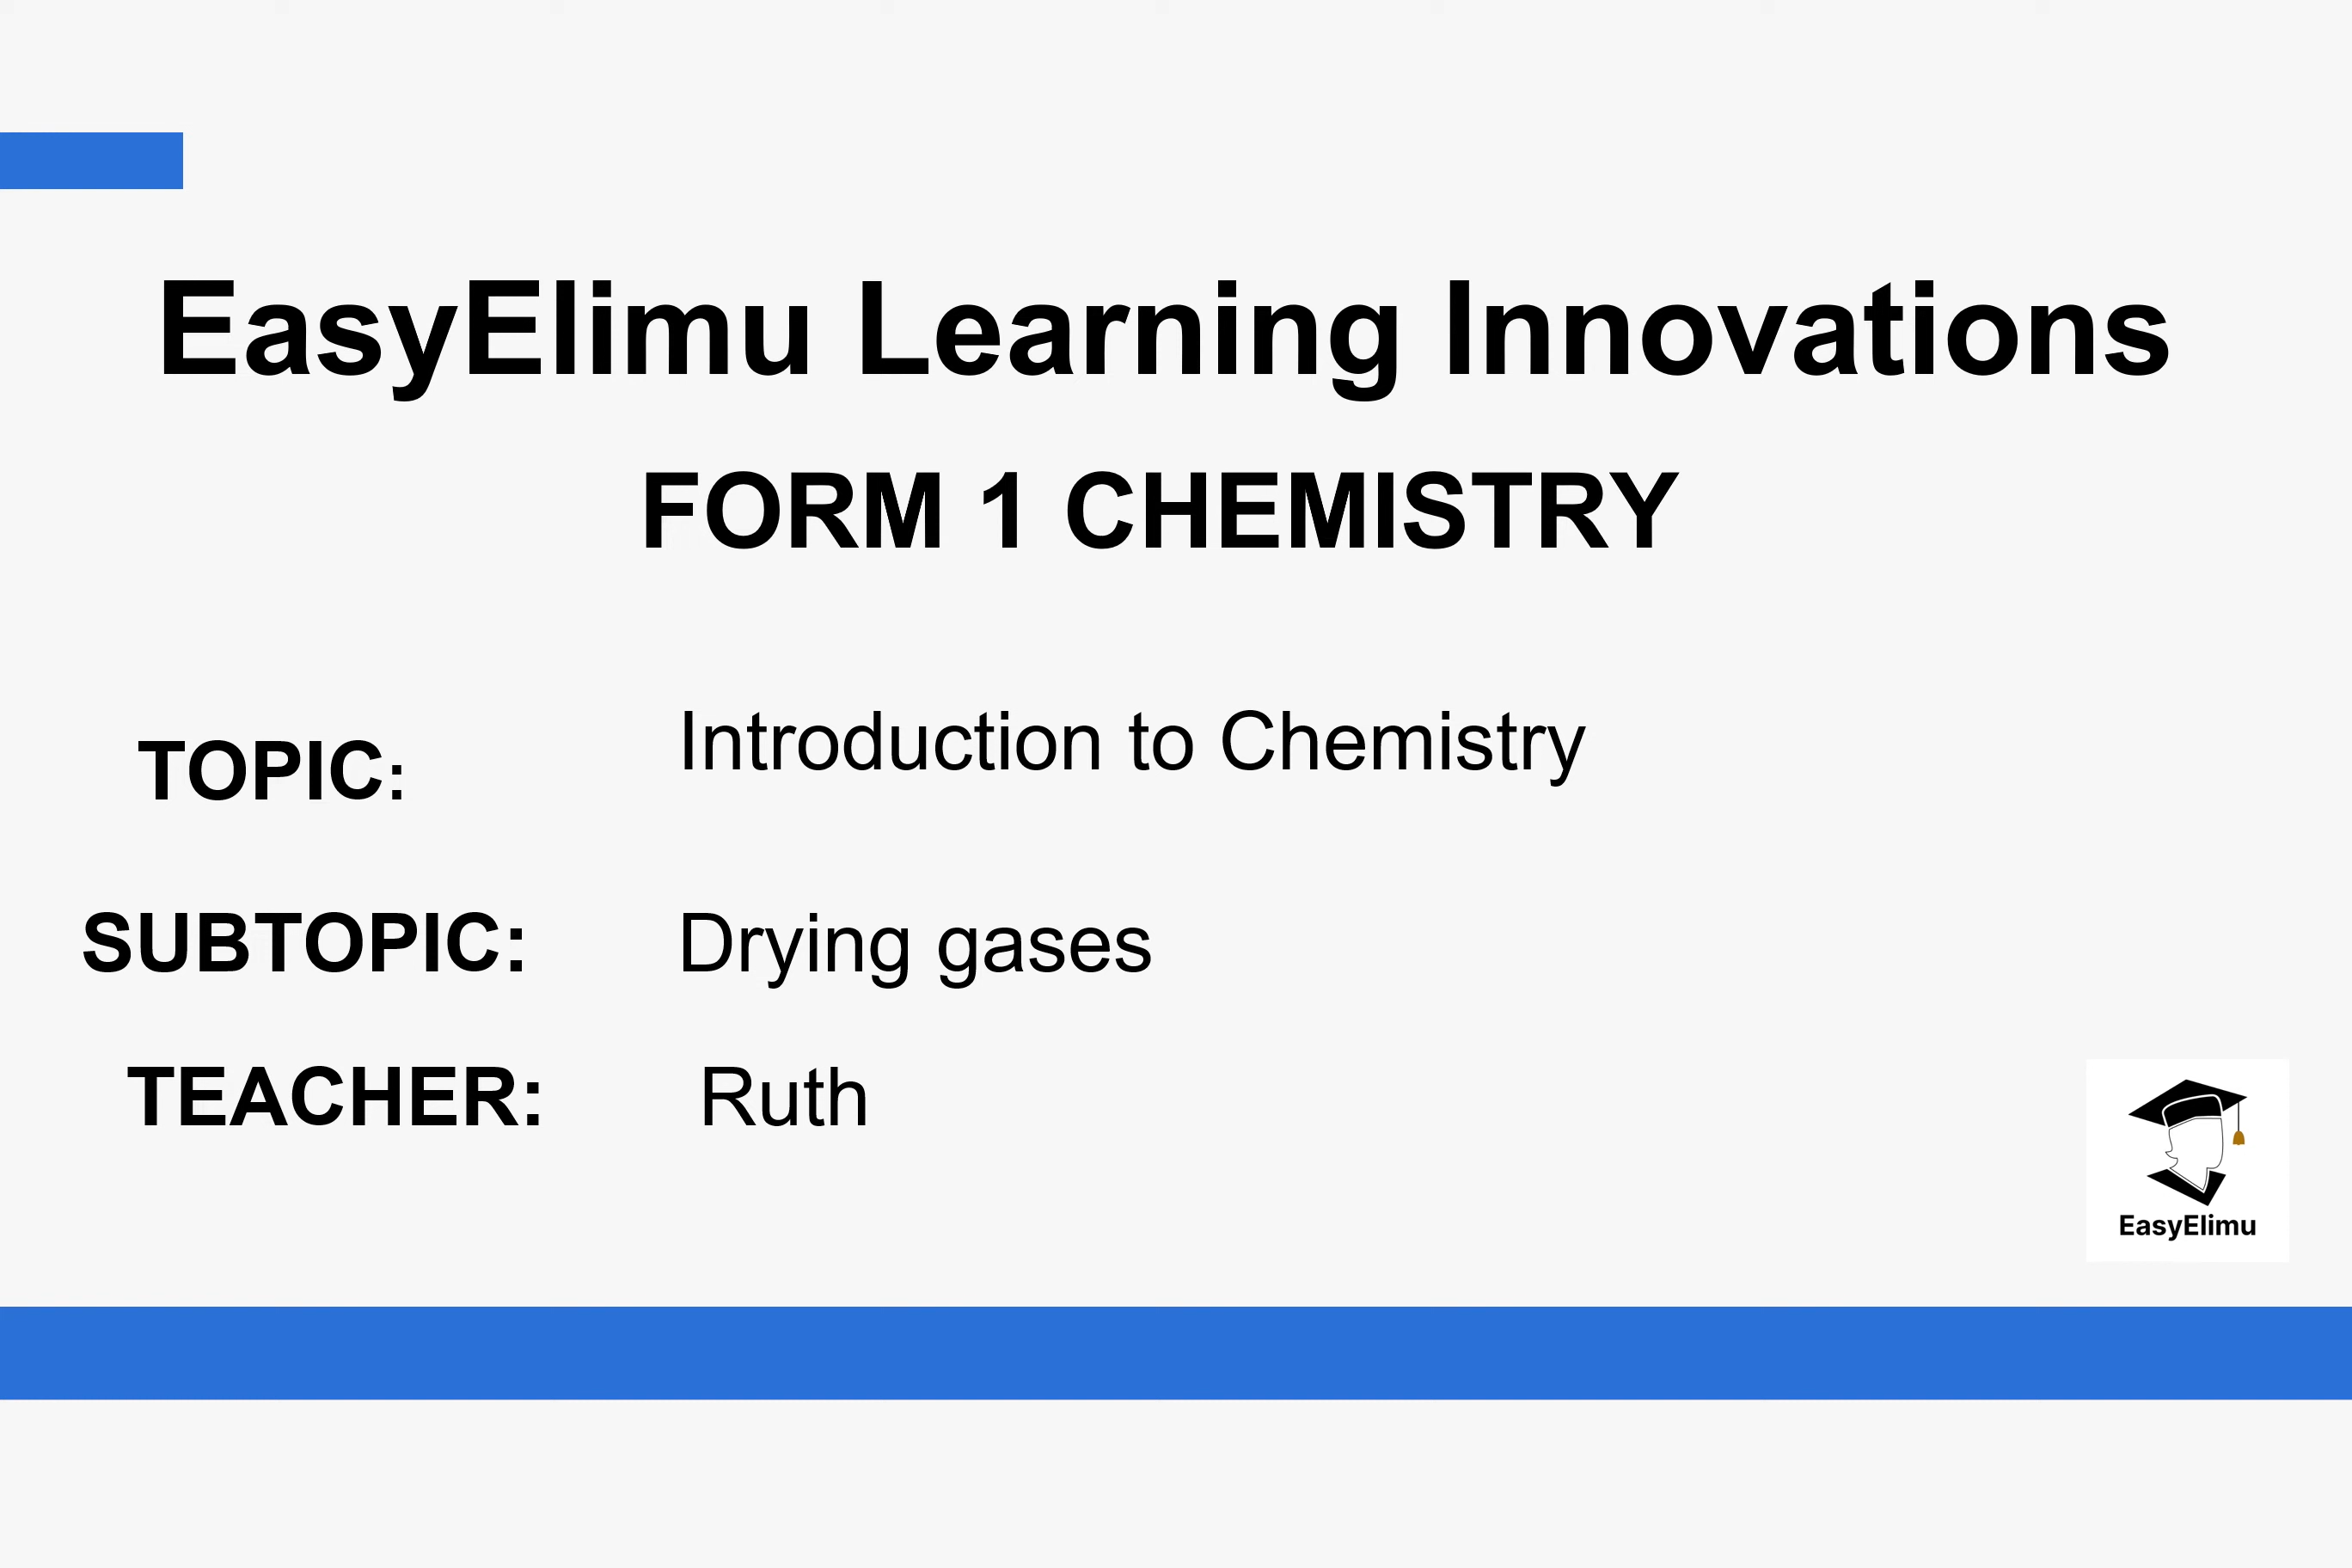 EasyElimu Learning Innovations
FORM 1 CHEMISTRY
TOPIC: Introduction to Chemistry
SUBTOPIC: Drying gases
TEACHER: Ruth
EasyElimu